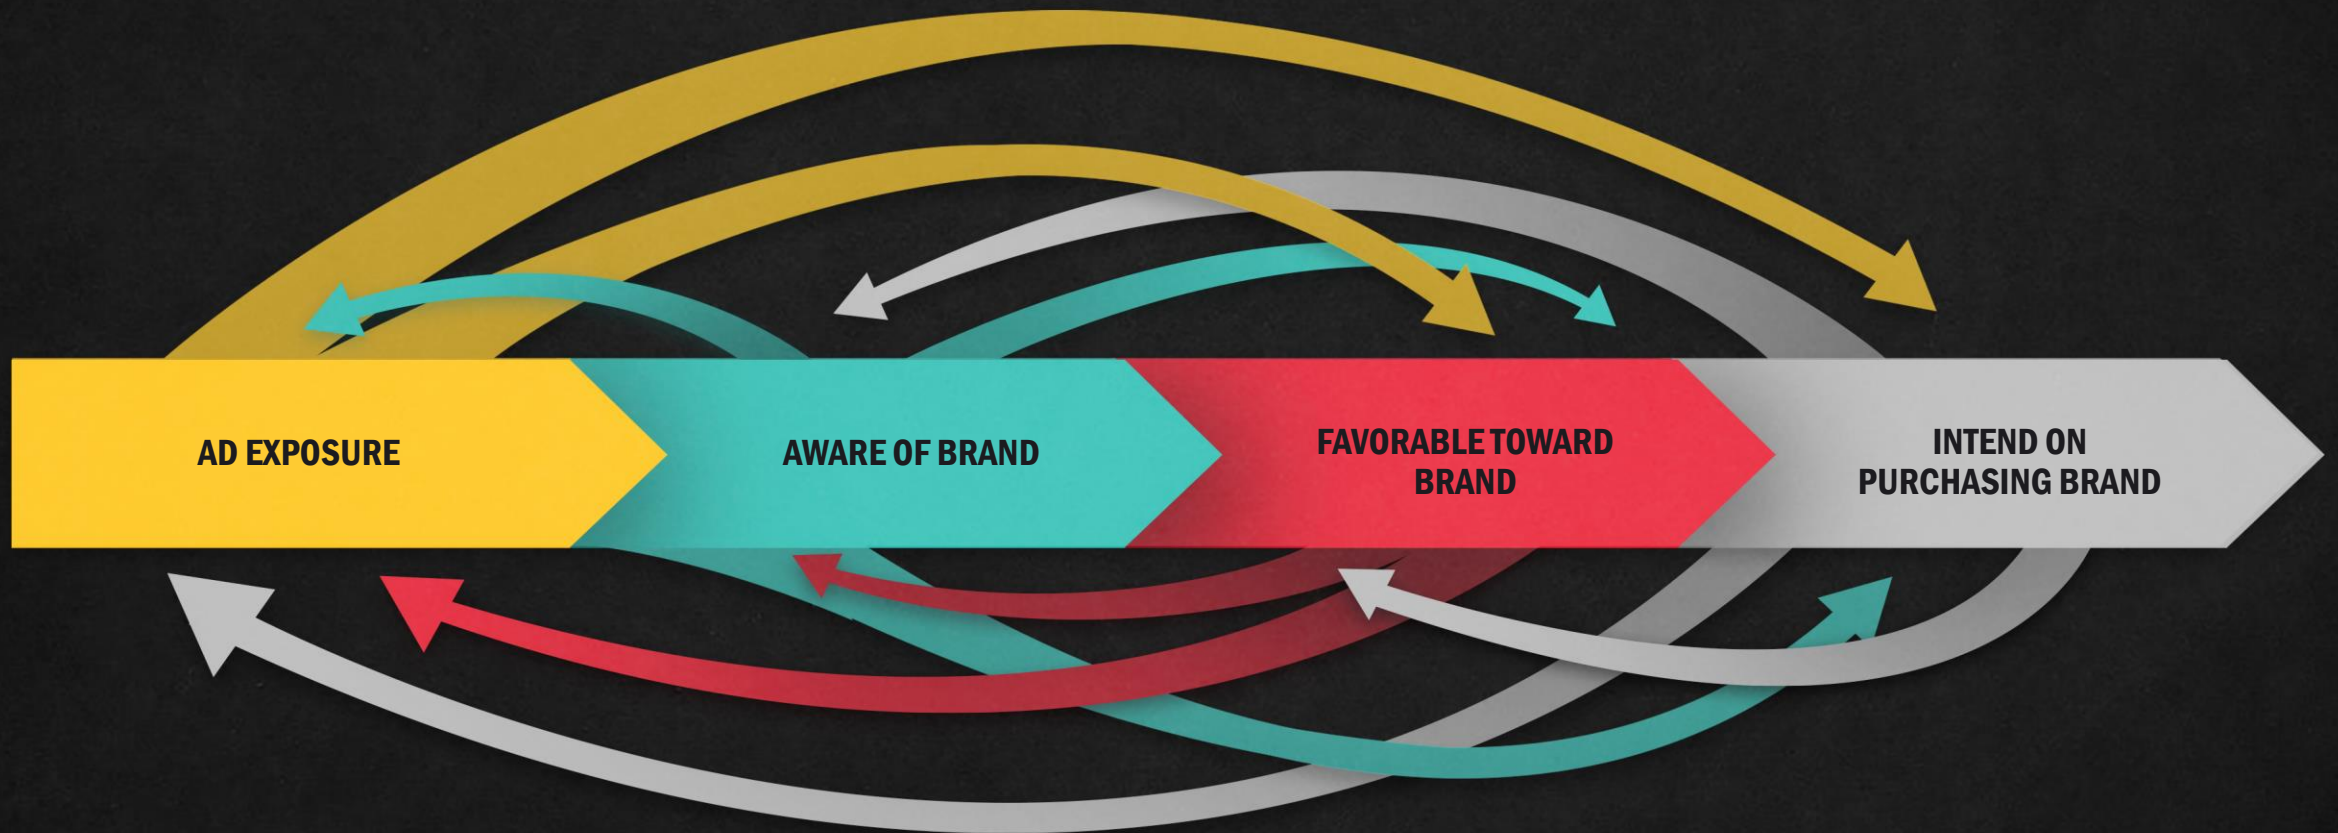 AD EXPOSURE
AWARE OF BRAND
FAVORABLE TOWARD
BRAND
INTEND ON
PURCHASING BRAND